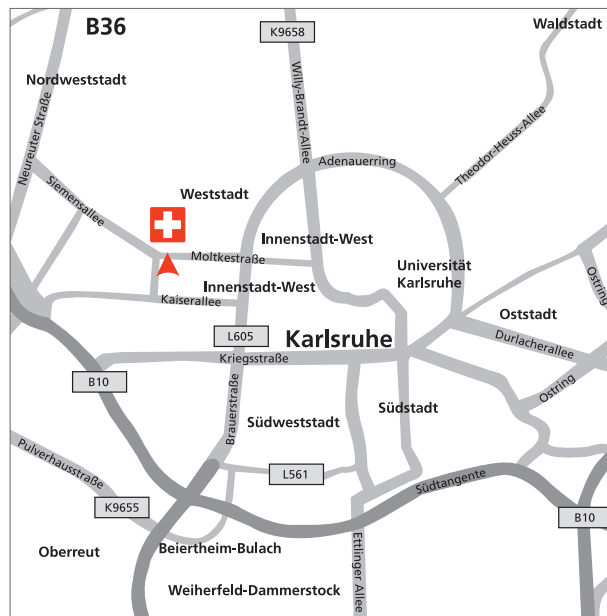 B36
K9658
Waldstadt
Nordweststadt
Neureuter Straße
Willy-Brandt-Allee
Theodor-Heuss-Allee
Adenauerring
Siemensallee
Weststadt
Innenstadt-West
Moltkestraße
Universität
Karlsruhe
Ostring
Innenstadt-West
Kaiserallee
Oststadt
L605
Karlsruhe
Durlacherallee
Kriegsstraße
B10
Ostring
Brauerstraße
Südweststadt
Südstadt
Pulverhausstraße
L561
Südtangente
K9655
B10
Oberreut
Beiertheim-Bulach
Ettlinger Allee
Weiherfeld-Dammerstock